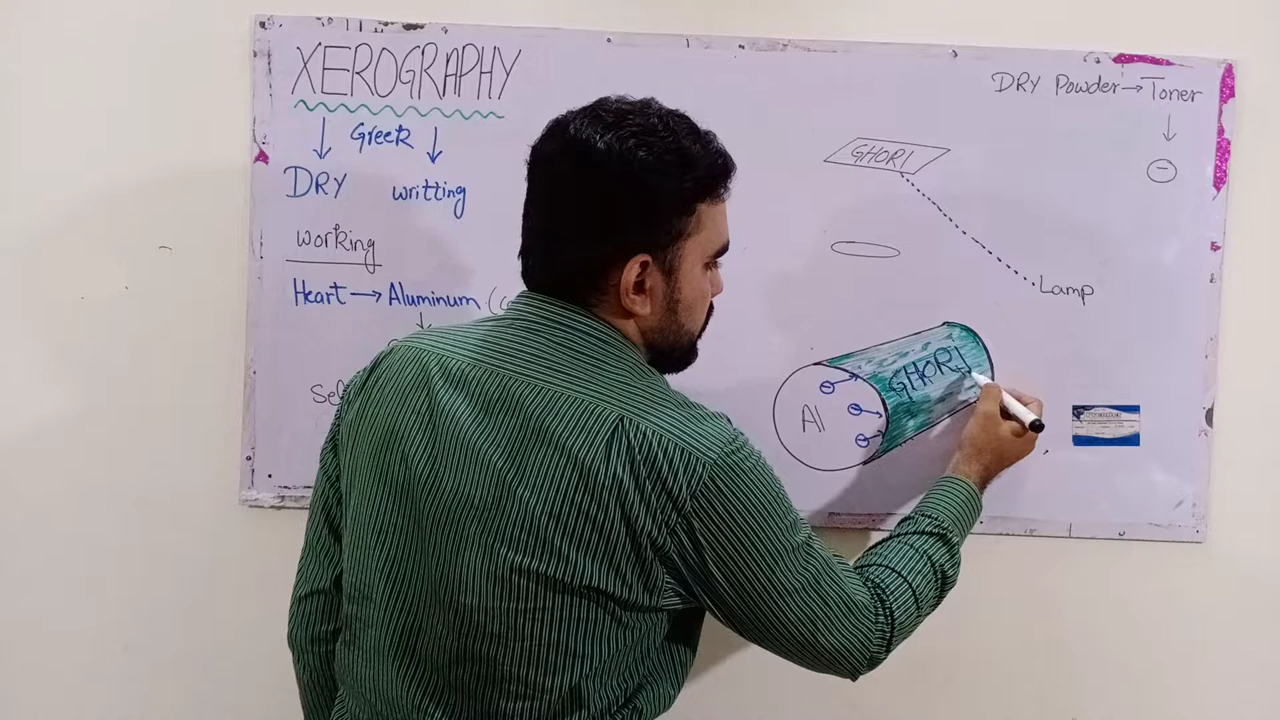 XEROGRAPHY
Greek
DRY writting
working
Heart → Aluminum
DRY Powder → Toner
−
GHORI
Lamp
GHORI
Al